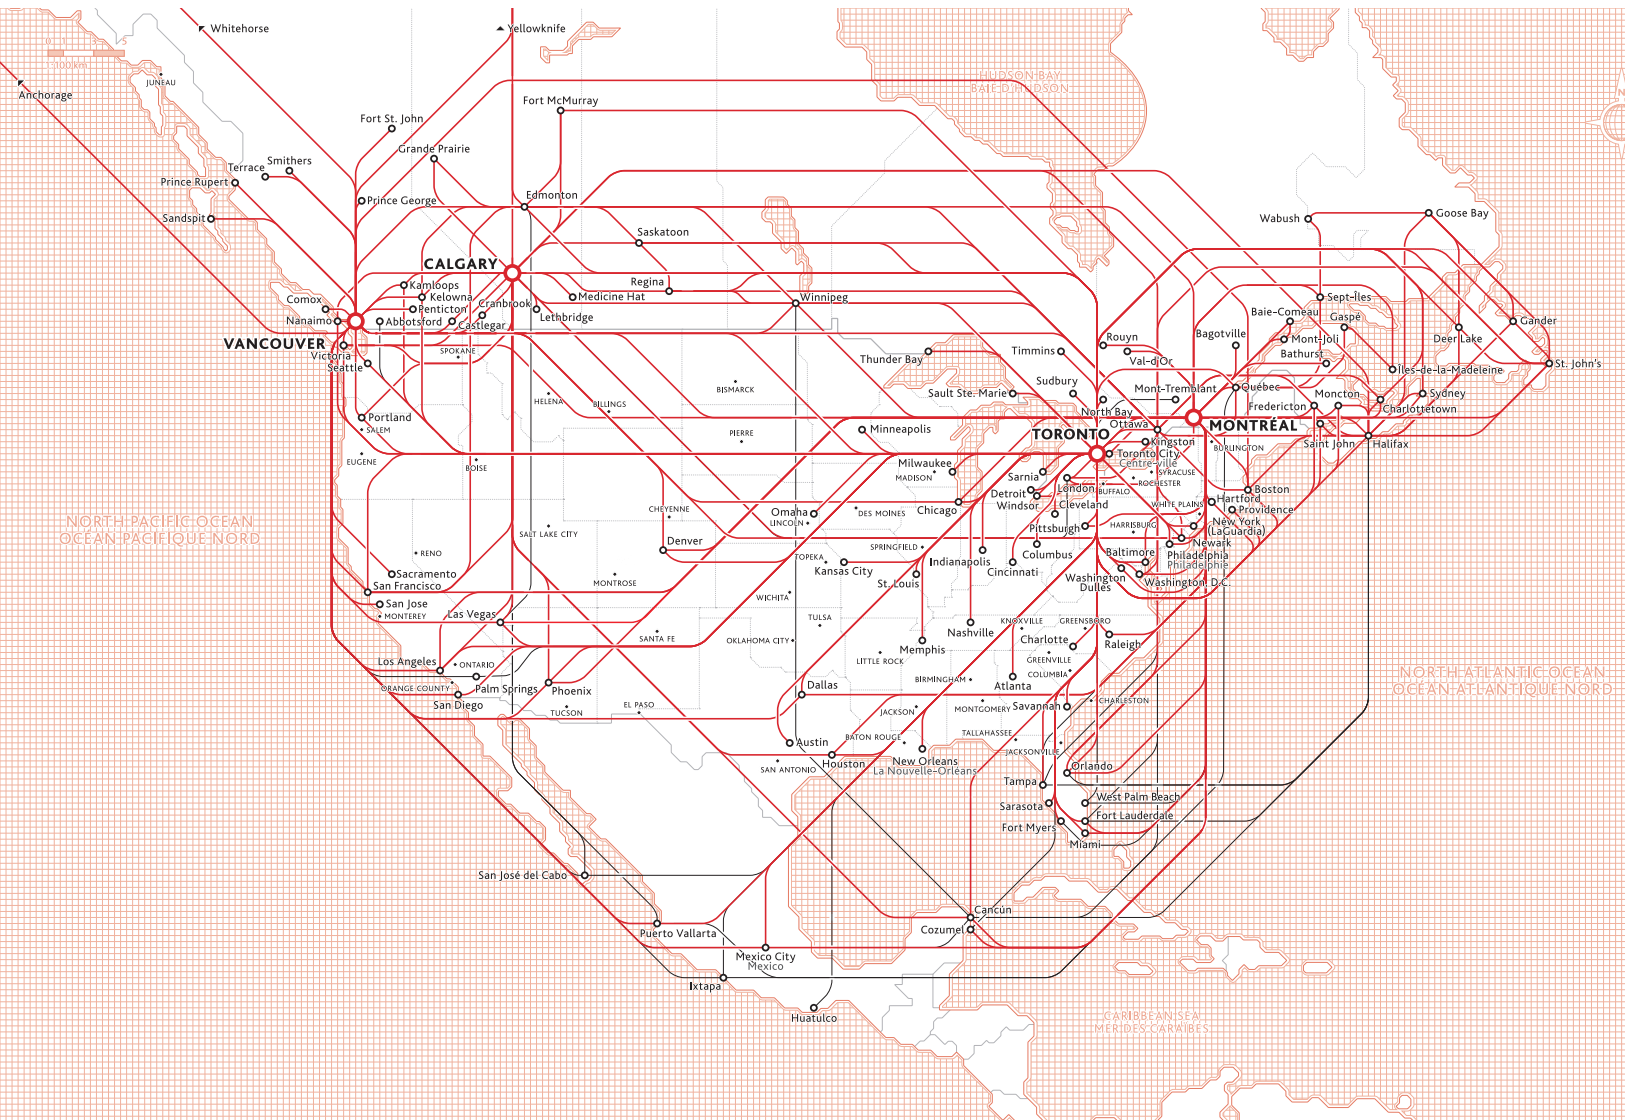 Whitehorse
Yellowknife
0 1 3 5
×100 km
JUNEAU
Anchorage
HUDSON BAY
BAIE D'HUDSON
Fort McMurray
Fort St. John
Grande Prairie
Smithers
Terrace
Prince Rupert
Prince George
Edmonton
Sandspit
Saskatoon
Wabush
Goose Bay
CALGARY
Kamloops
Regina
Medicine Hat
Winnipeg
Kelowna
Comox
Cranbrook
Penticton
Lethbridge
Nanaimo
Abbotsford
Castlegar
VANCOUVER
Victoria
Seattle
SPOKANE
Sept-Îles
Baie-Comeau
Gaspé
Gander
Bagotville
Mont-Joli
Deer Lake
Bathurst
Rouyn
Val-d'Or
Timmins
Thunder Bay
St. John's
Îles-de-la-Madeleine
Sudbury
Mont-Tremblant
Québec
Sault Ste. Marie
North Bay
Moncton
Sydney
Fredericton
Charlottetown
Ottawa
MONTRÉAL
Saint John
Halifax
BISMARCK
HELENA
BILLINGS
Portland
SALEM
PIERRE
Minneapolis
TORONTO
Kingston
Toronto City
Centre-ville
BURLINGTON
EUGENE
BOISE
Milwaukee
MADISON
Sarnia
London
SYRACUSE
ROCHESTER
BUFFALO
Detroit
Windsor
Cleveland
WHITE PLAINS
Boston
Hartford
Providence
New York
(LaGuardia)
Chicago
CHEYENNE
Omaha
LINCOLN
DES MOINES
Pittsburgh
HARRISBURG
Newark
NORTH PACIFIC OCEAN
OCÉAN PACIFIQUE NORD
SALT LAKE CITY
RENO
Denver
SPRINGFIELD
TOPEKA
Kansas City
Indianapolis
Columbus
Baltimore
Philadelphia
Philadelphie
St. Louis
Cincinnati
Washington
Dulles
Washington, D.C.
Sacramento
San Francisco
MONTROSE
San Jose
MONTEREY
WICHITA
Las Vegas
TULSA
Nashville
KNOXVILLE
GREENSBORO
SANTA FE
OKLAHOMA CITY
Memphis
Charlotte
Raleigh
Los Angeles
ONTARIO
LITTLE ROCK
GREENVILLE
COLUMBIA
ORANGE COUNTY
Palm Springs
Phoenix
Dallas
BIRMINGHAM
Atlanta
NORTH ATLANTIC OCEAN
OCÉAN ATLANTIQUE NORD
San Diego
TUCSON
EL PASO
JACKSON
MONTGOMERY
Savannah
CHARLESTON
Austin
BATON ROUGE
TALLAHASSEE
JACKSONVILLE
SAN ANTONIO
Houston
New Orleans
La Nouvelle-Orléans
Orlando
Tampa
West Palm Beach
Sarasota
Fort Lauderdale
Fort Myers
Miami
San José del Cabo
Cancún
Cozumel
Puerto Vallarta
Mexico City
Mexico
Ixtapa
Huatulco
CARIBBEAN SEA
MER DES CARAÏBES